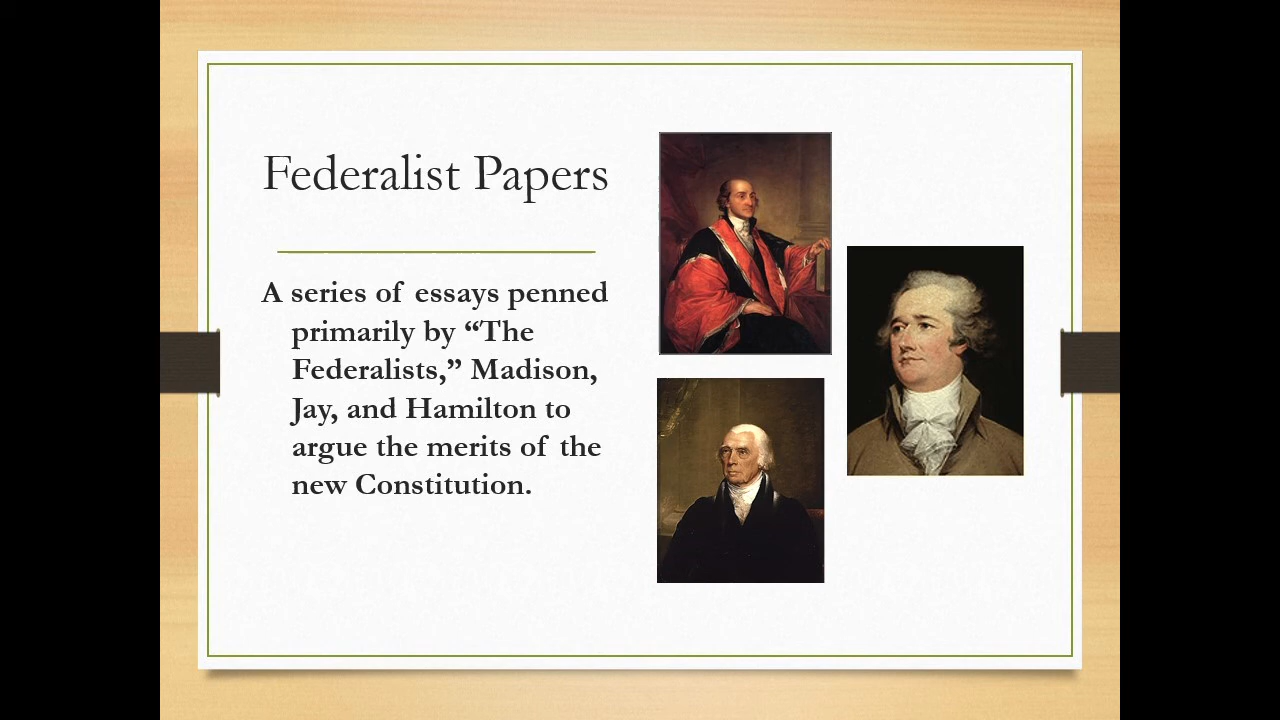 Federalist Papers
A series of essays penned
primarily by “The
Federalists,” Madison,
Jay, and Hamilton to
argue the merits of the
new Constitution.